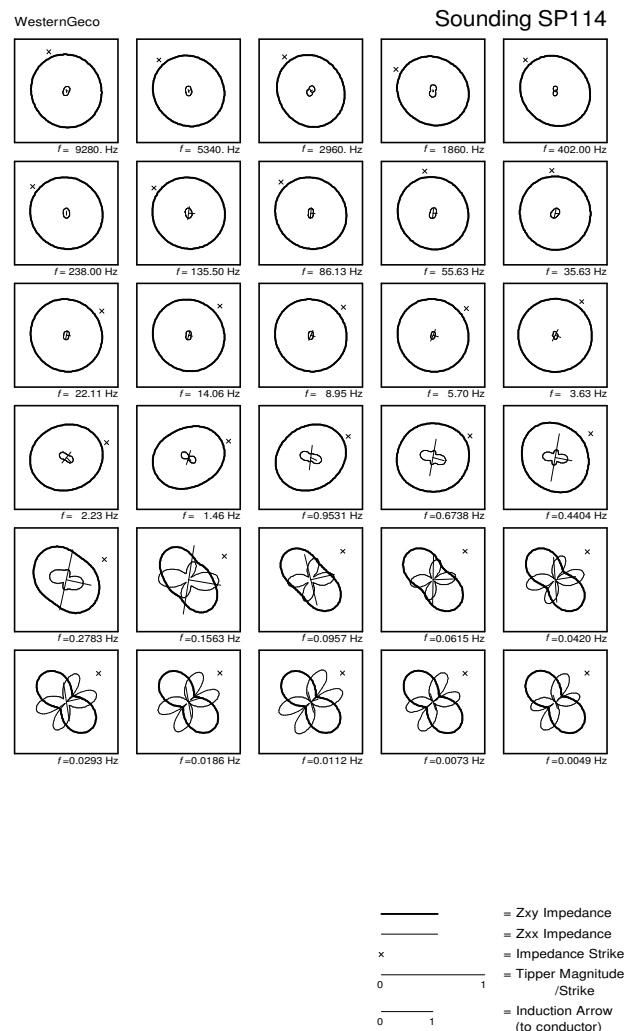 WesternGeco Sounding SP114
f= 9280. Hz f= 5340. Hz f= 2960. Hz f= 1860. Hz f= 402.00 Hz
f= 238.00 Hz f= 135.50 Hz f= 86.13 Hz f= 55.63 Hz f= 35.63 Hz
f= 22.11 Hz f= 14.06 Hz f= 8.95 Hz f= 5.70 Hz f= 3.63 Hz
f= 2.23 Hz f= 1.46 Hz f=0.9531 Hz f=0.6738 Hz f=0.4404 Hz
f=0.2783 Hz f=0.1563 Hz f=0.0957 Hz f=0.0615 Hz f=0.0420 Hz
f=0.0293 Hz f=0.0186 Hz f=0.0112 Hz f=0.0073 Hz f=0.0049 Hz
= Zxy Impedance
= Zxx Impedance
× = Impedance Strike
= Tipper Magnitude
0 1 /Strike
= Induction Arrow
0 1 (to conductor)